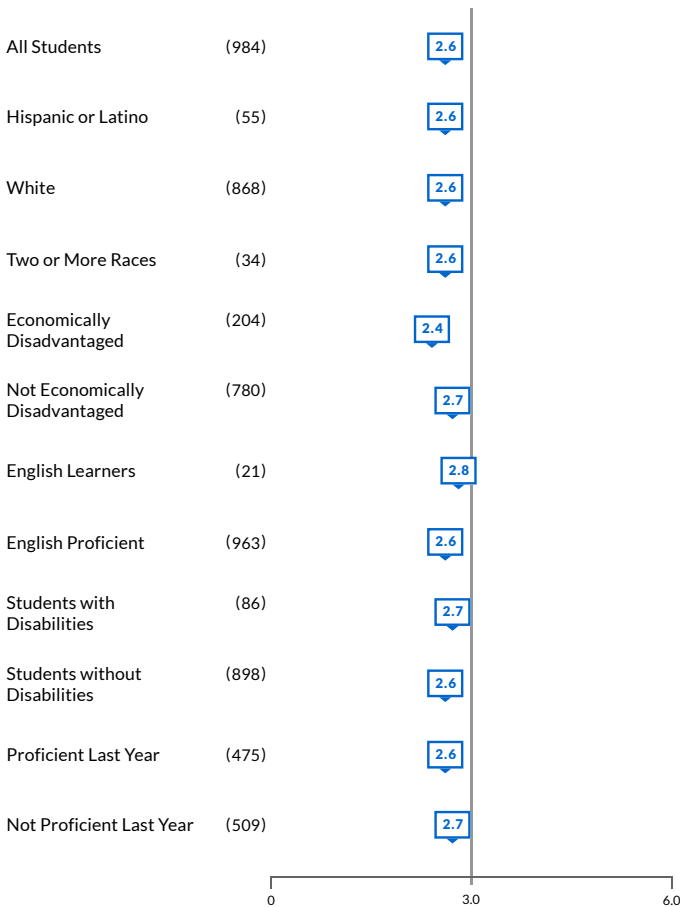 All Students (984) 2.6
Hispanic or Latino (55) 2.6
White (868) 2.6
Two or More Races (34) 2.6
Economically (204) 2.4
Disadvantaged
Not Economically (780) 2.7
Disadvantaged
English Learners (21) 2.8
English Proficient (963) 2.6
Students with (86) 2.7
Disabilities
Students without (898) 2.6
Disabilities
Proficient Last Year (475) 2.6
Not Proficient Last Year (509) 2.7
0 3.0 6.0